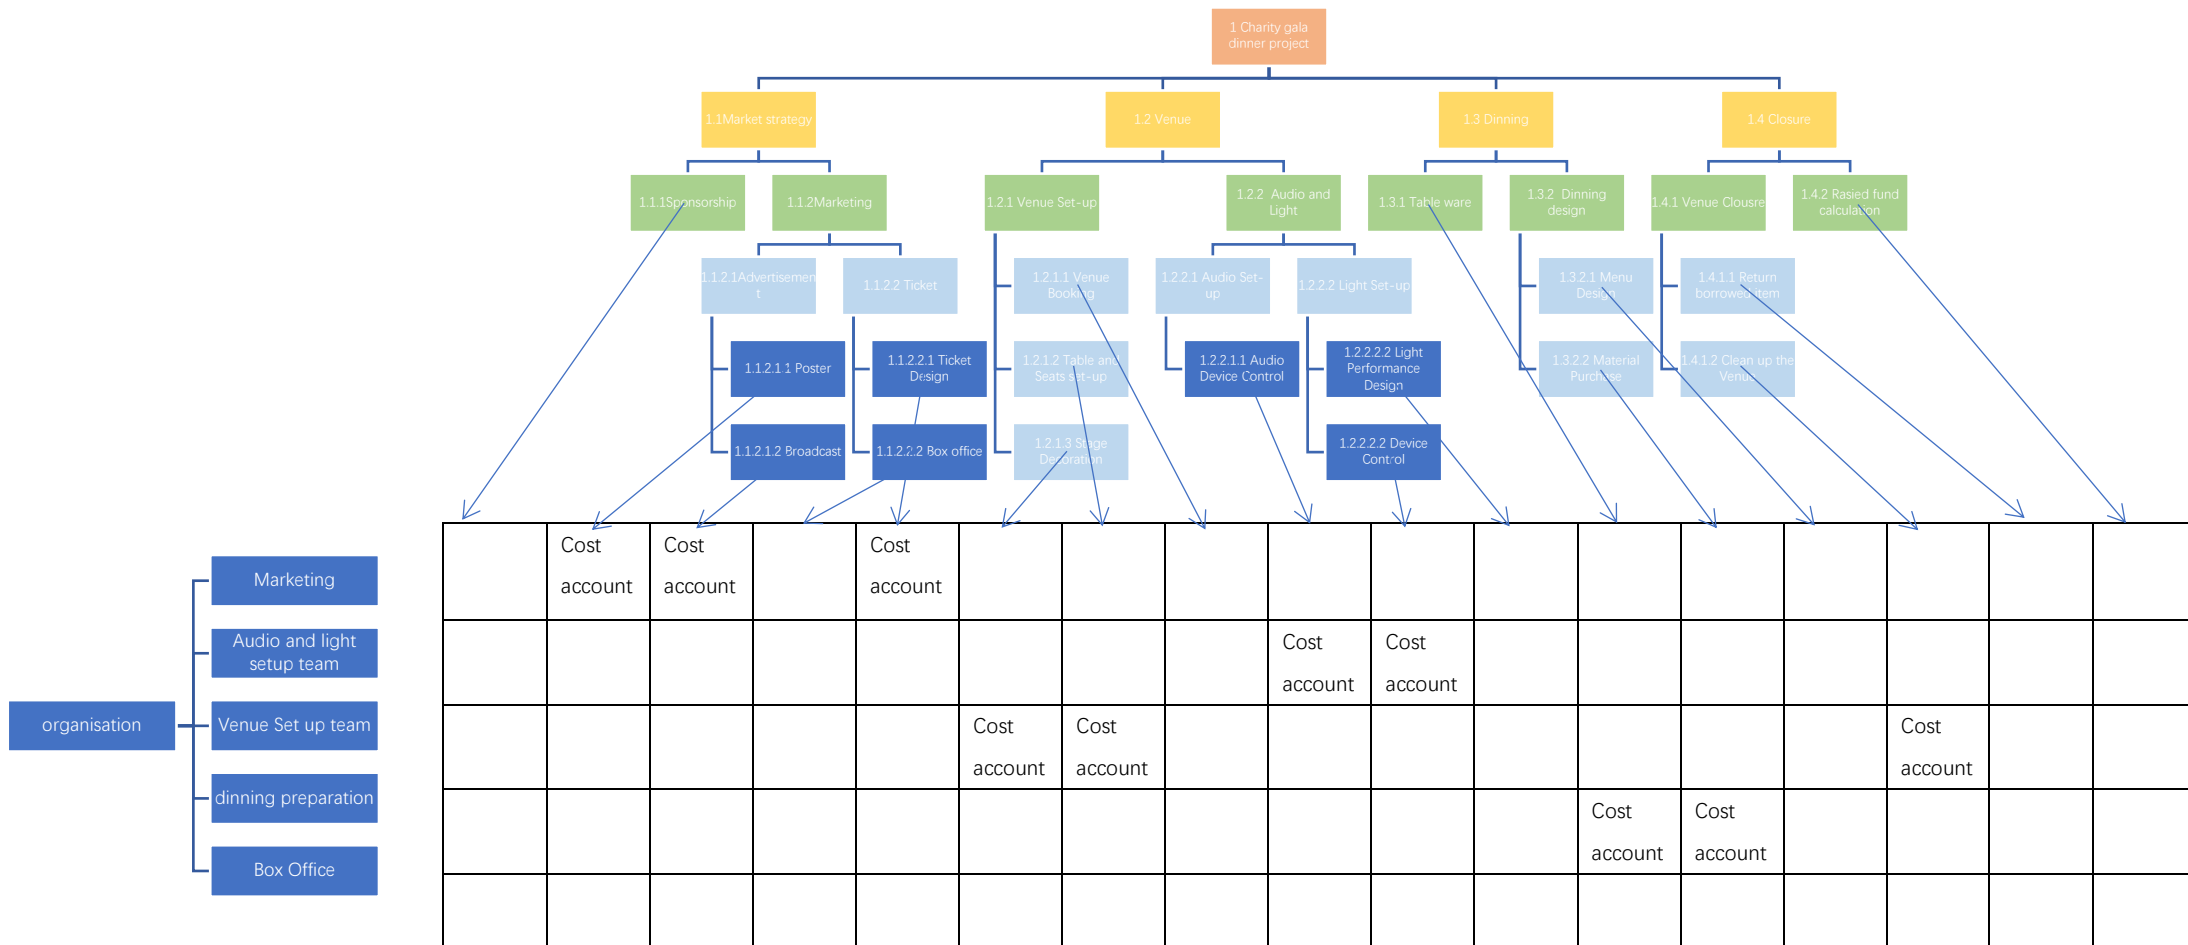 1 Charity gala
dinner project
1.1Market strategy
1.2 Venue
1.3 Dinning
1.4 Closure
1.1.1Sponsorship
1.1.2Marketing
1.2.1 Venue Set-up
1.2.2 Audio and
Light
1.3.1 Table ware
1.3.2 Dinning
design
1.4.1 Venue Clousre
1.4.2 Rasied fund
calculation
1.1.2.1Advertisemen
t
1.1.2.2 Ticket
1.2.1.1 Venue
Booking
1.2.2.1 Audio Set-
up
1.2.2.2 Light Set-up
1.3.2.1 Menu
Design
1.4.1.1 Return
borrowed item
1.1.2.1.1 Poster
1.1.2.2.1 Ticket
Design
1.2.1.2 Table and
Seats set-up
1.2.2.1.1 Audio
Device Control
1.2.2.2.2 Light
Performance
Design
1.3.2.2 Material
Purchase
1.4.1.2 Clean up the
Venue
1.1.2.1.2 Broadcast
1.1.2.2.2 Box office
1.2.1.3 Stage
Decoration
1.2.2.2.2 Device
Control
organisation
Marketing
Audio and light
setup team
Venue Set up team
dinning preparation
Box Office
Cost
account
Cost
account
Cost
account
Cost
account
Cost
account
Cost
account
Cost
account
Cost
account
Cost
account
Cost
account